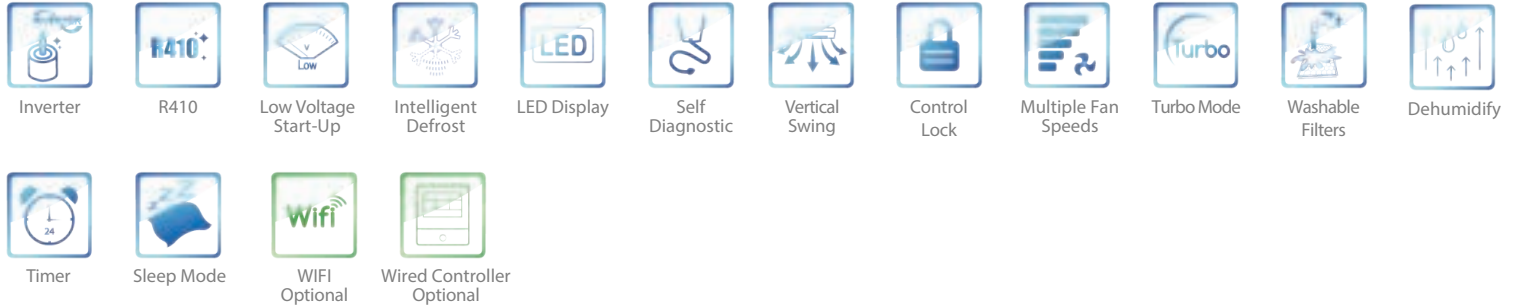 R410
V
Low
LED
Turbo
Inverter
R410
Low Voltage
Start-Up
Intelligent
Defrost
LED Display
Self
Diagnostic
Vertical
Swing
Control
Lock
Multiple Fan
Speeds
Turbo Mode
Washable
Filters
Dehumidify
24
Wifi
Timer
Sleep Mode
WIFI
Optional
Wired Controller
Optional